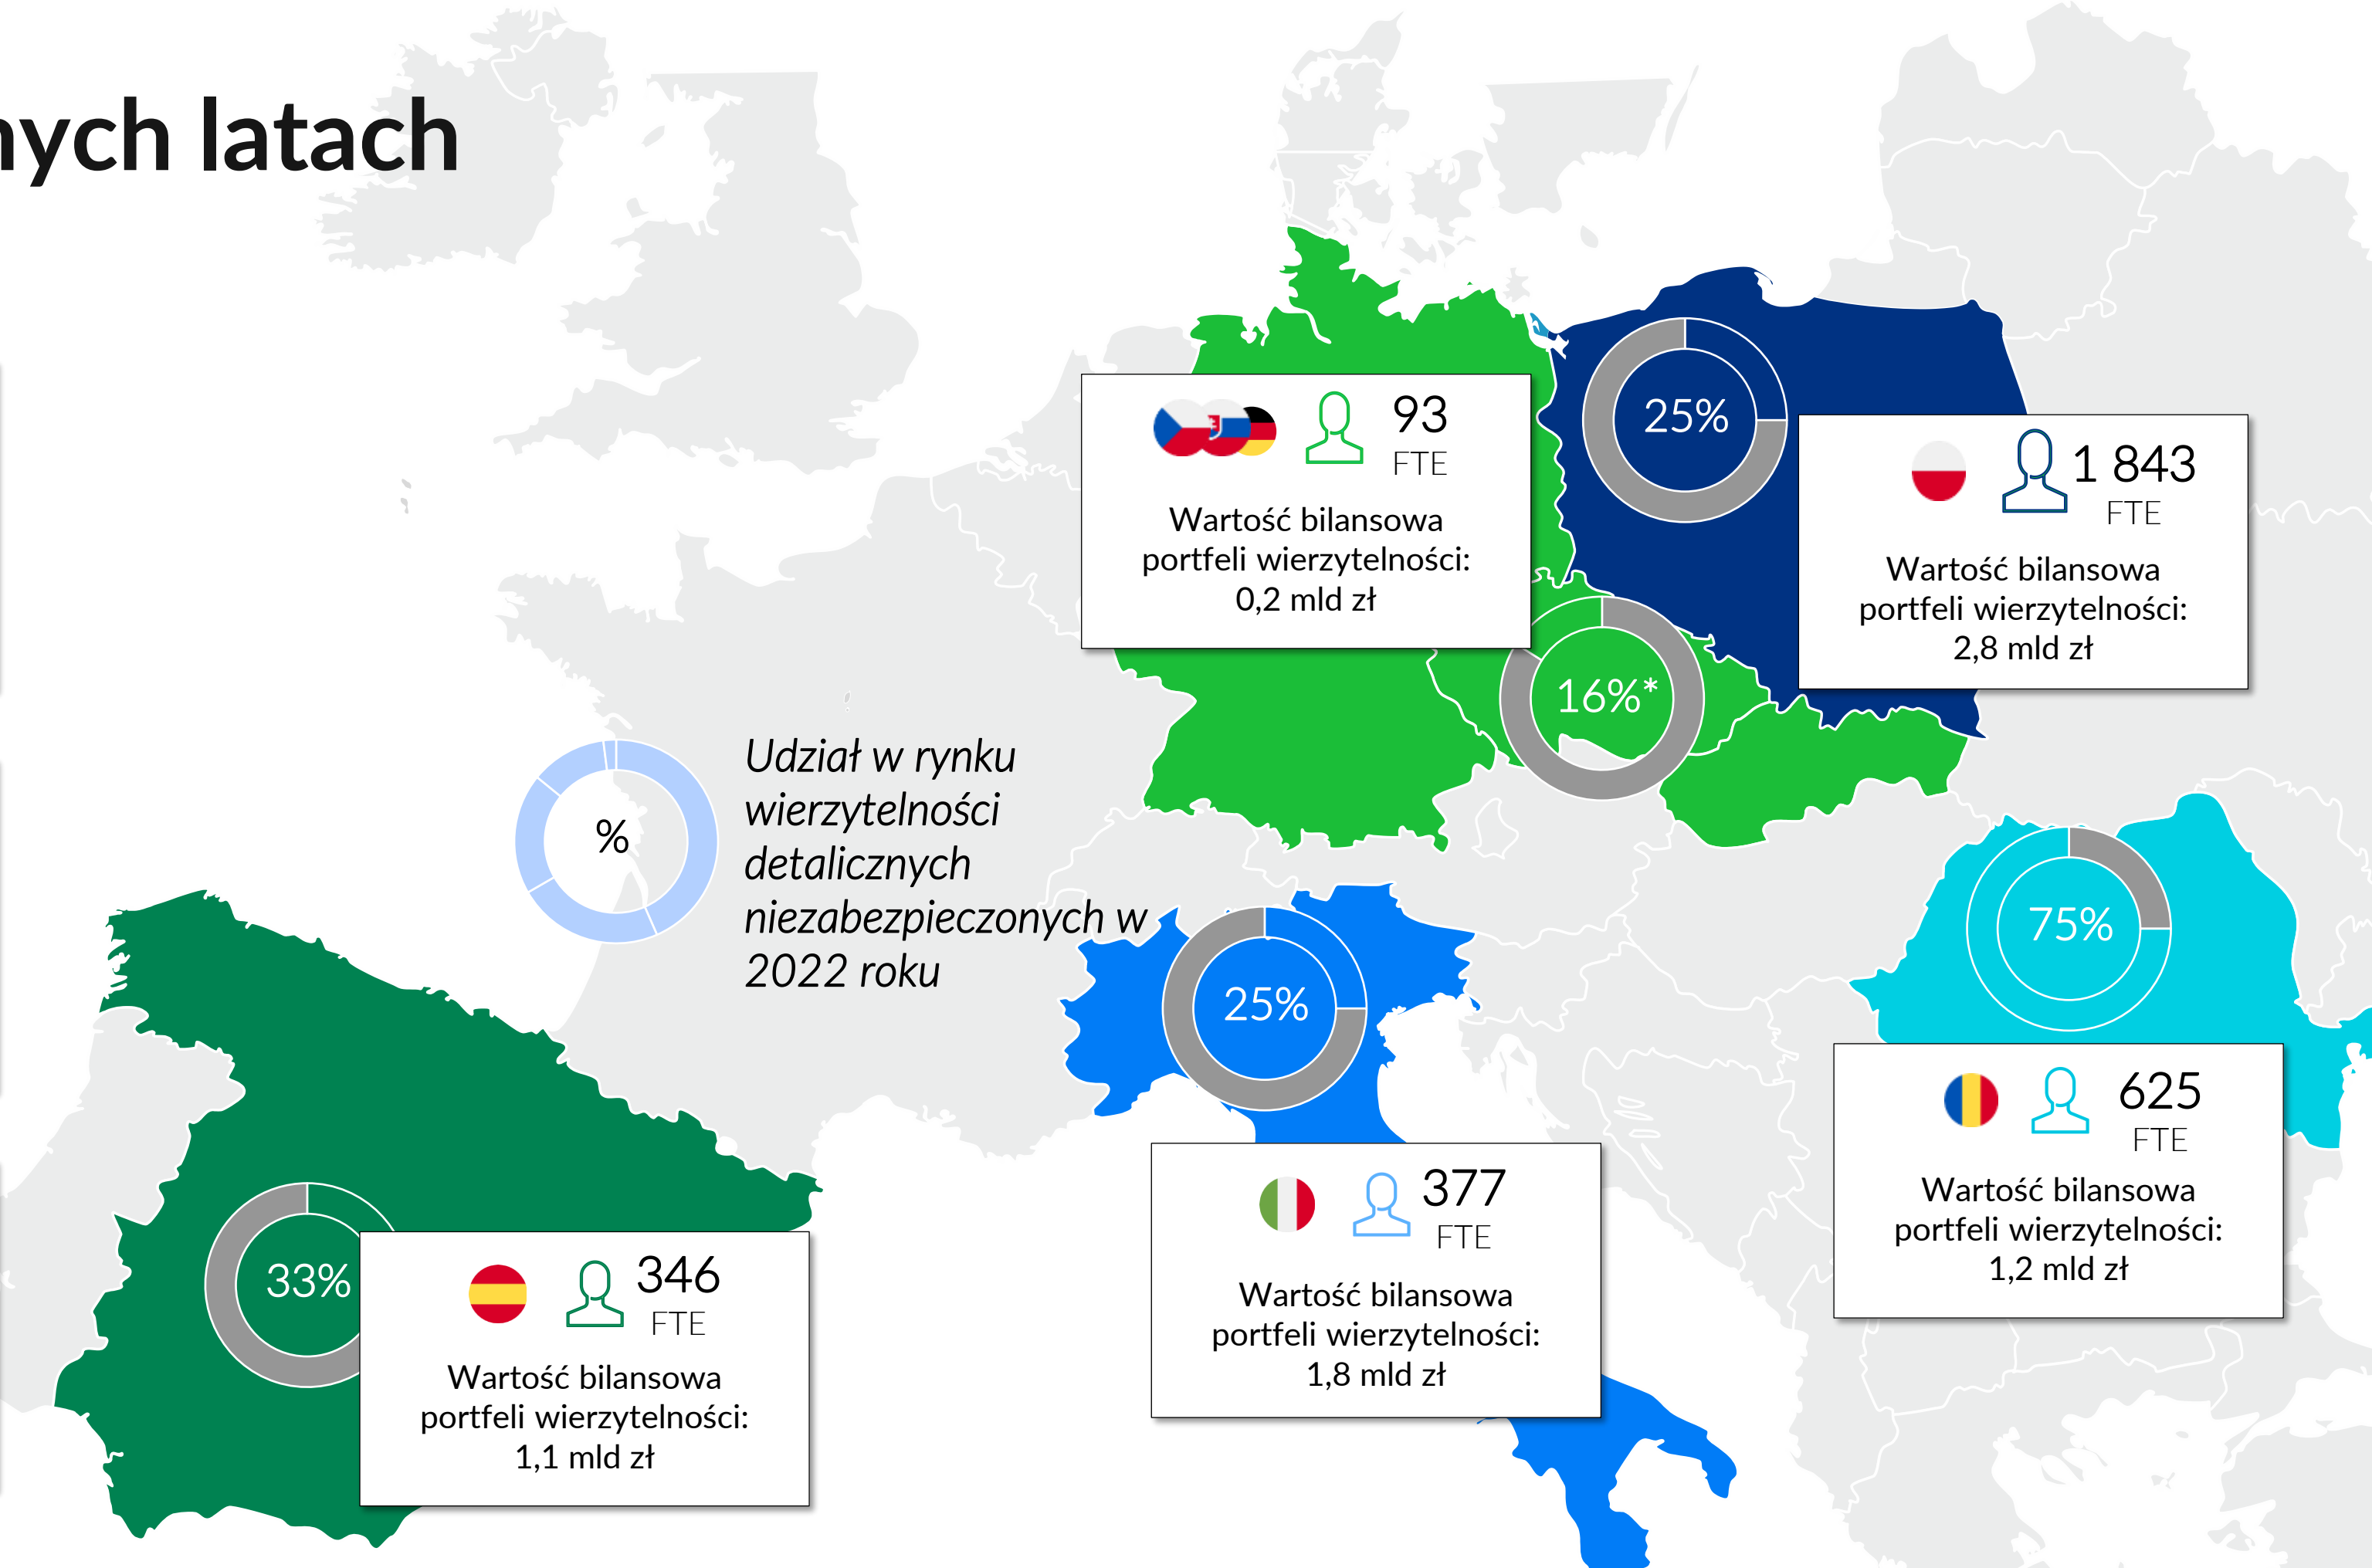 latach
25%
93
FTE
Wartość bilansowa
portfeli wierzytelności:
0,2 mld zł
1 843
FTE
Wartość bilansowa
portfeli wierzytelności:
2,8 mld zł
16%*
%
Udział w rynku
wierzytelności
detalicznych
niezabezpieczonych w
2022 roku
75%
25%
625
FTE
Wartość bilansowa
portfeli wierzytelności:
1,2 mld zł
377
FTE
Wartość bilansowa
portfeli wierzytelności:
1,8 mld zł
33%
346
FTE
Wartość bilansowa
portfeli wierzytelności:
1,1 mld zł